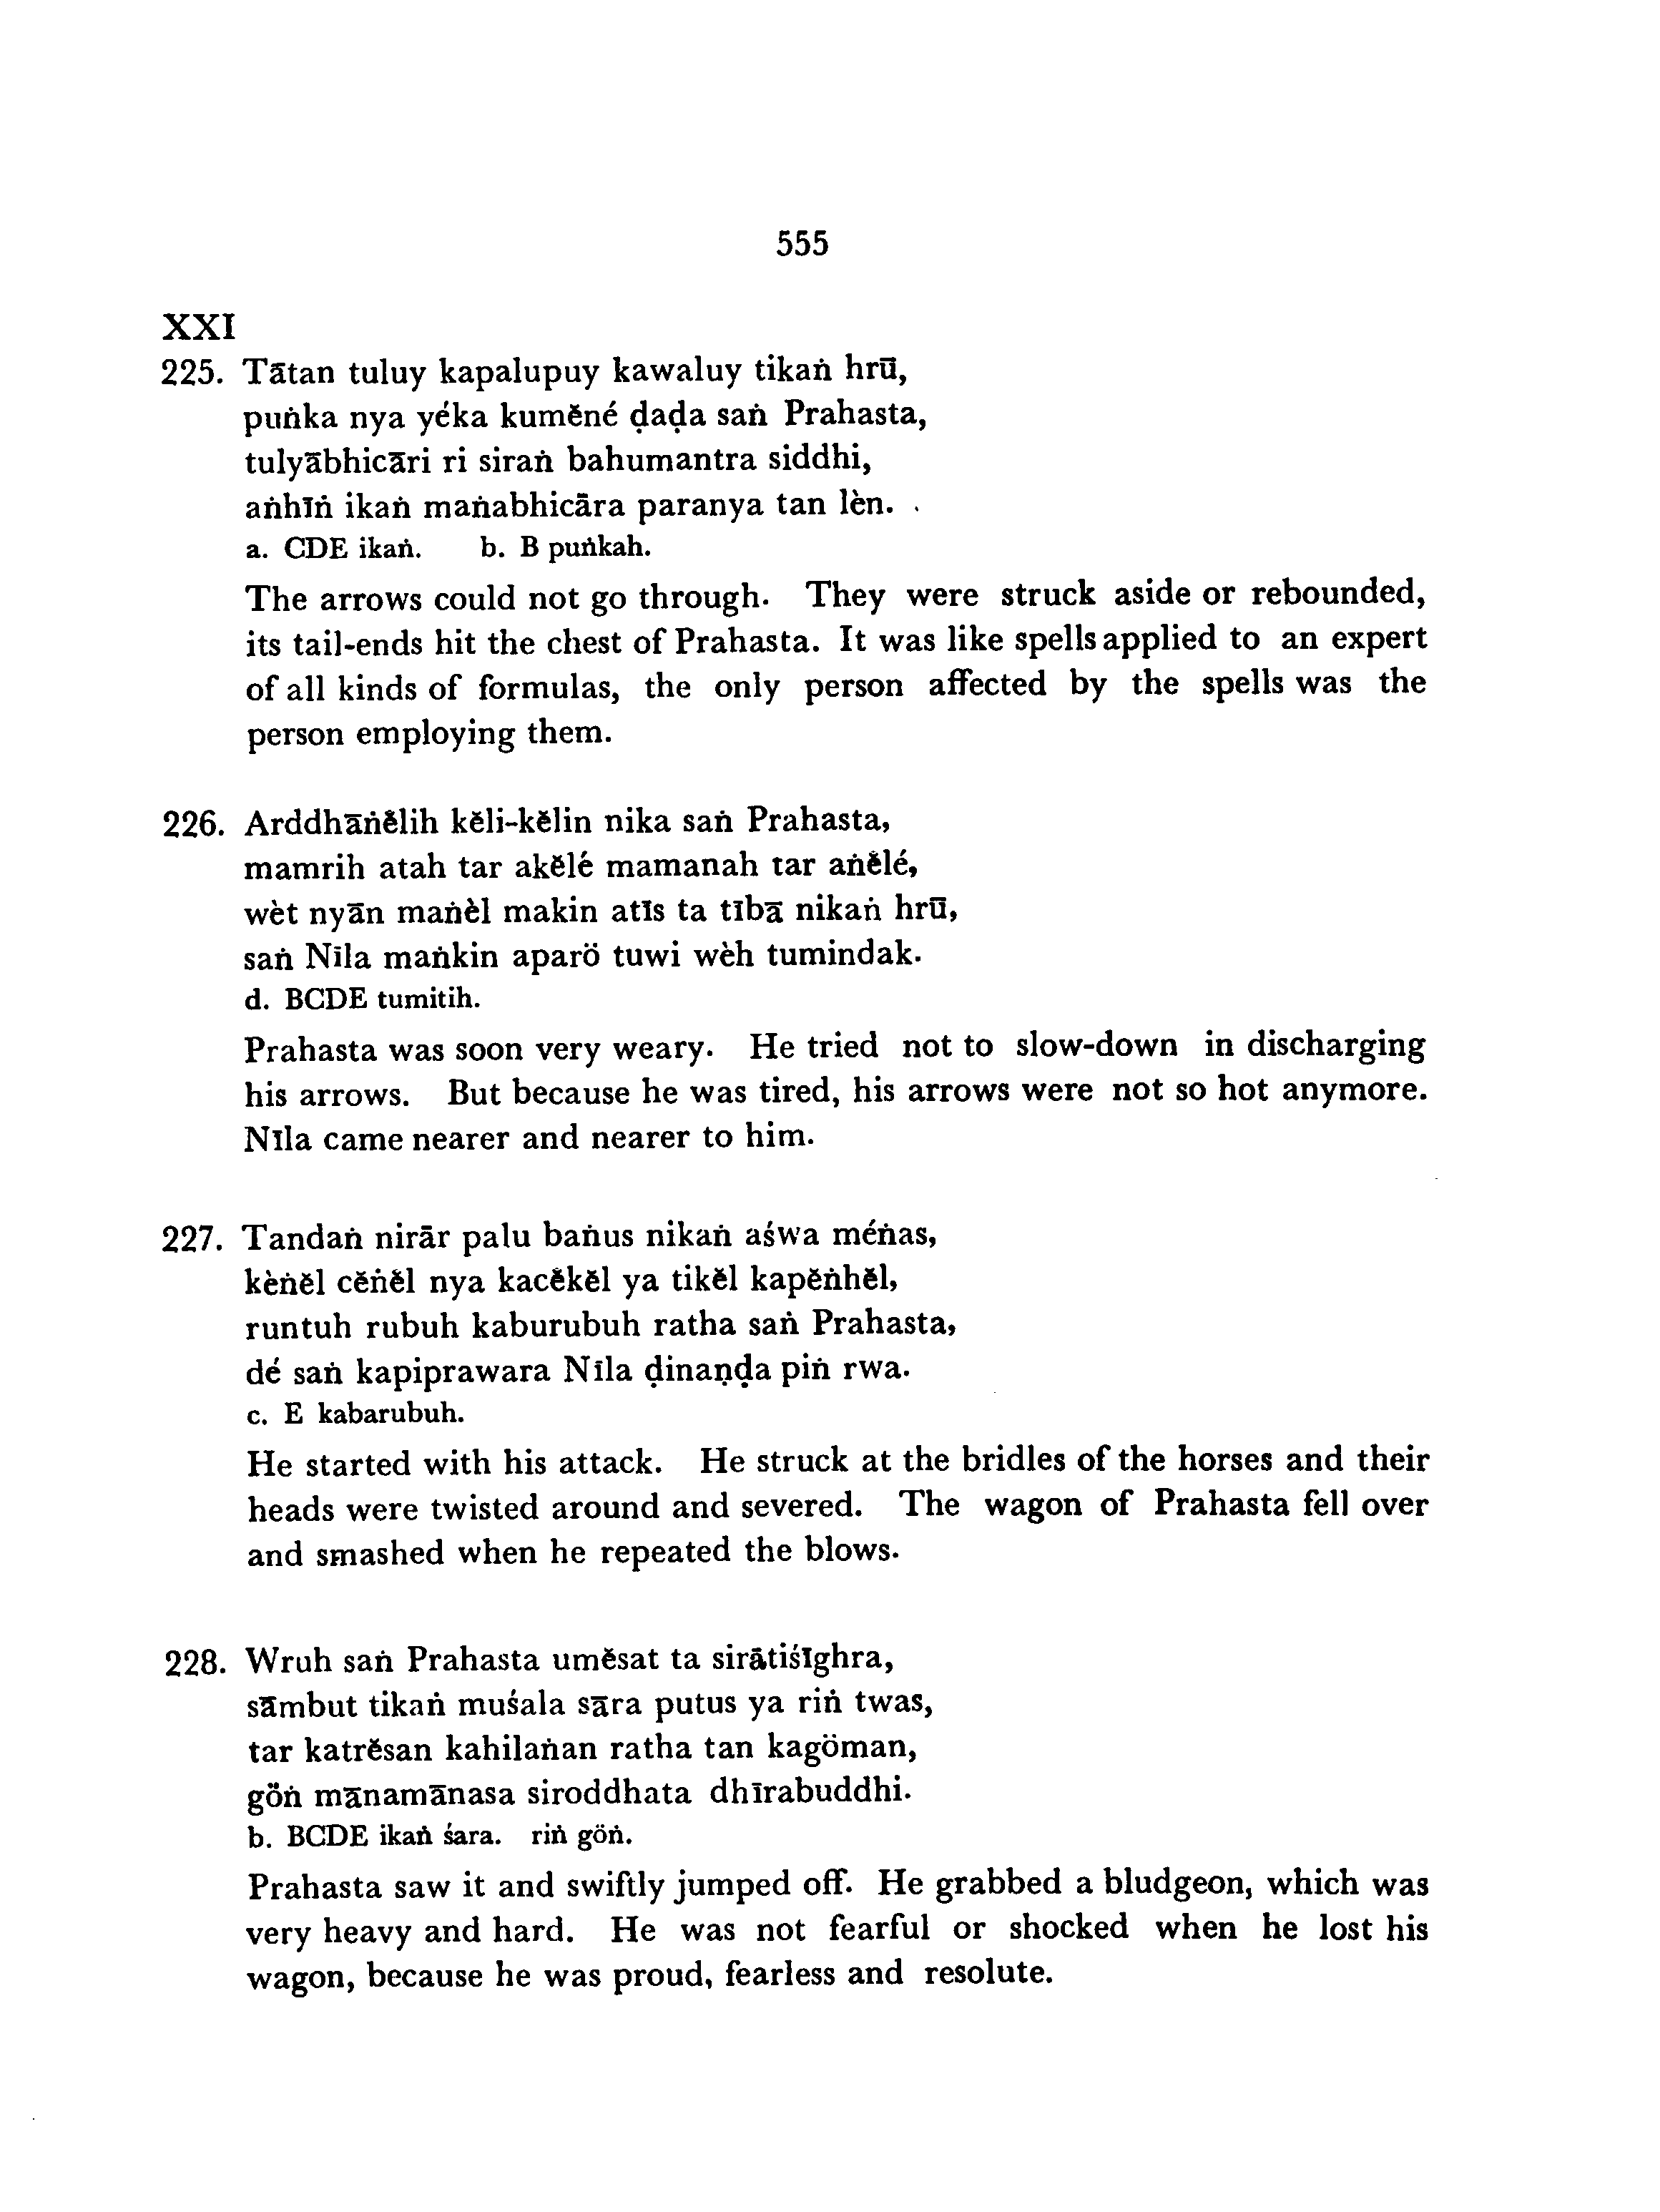 555
XXI
225. Tātan tuluy kapalupuy kawaluy tikaṅ hrū,
puṅka nya yéka kumĕné ḍaḍa saṅ Prahasta,
tulyābhicāri ri siraṅ bahumantra siddhi,
aṅhīṅ ikaṅ maṅabhicāra paranya tan lèn.
a. CDE ikaṅ. b. B puṅkah.
The arrows could not go through. They were struck aside or rebounded,
its tail-ends hit the chest of Prahasta. It was like spells applied to an expert
of all kinds of formulas, the only person affected by the spells was the
person employing them.
226. Arddhāṅĕlih kĕli-kĕlin nika saṅ Prahasta,
mamrih atah tar akĕlé mamanah tar aṅĕlé,
wèt nyān maṅèl makin atīs ta tībā nikaṅ hrū,
saṅ Nīla maṅkin aparö tuwi wèh tumindak.
d. BCDE tumitih.
Prahasta was soon very weary. He tried not to slow-down in discharging
his arrows. But because he was tired, his arrows were not so hot anymore.
Nīla came nearer and nearer to him.
227. Tandaṅ nirār palu baṅus nikaṅ aśwa méṅas,
kèṅĕl cĕṅĕl nya kacĕkĕl ya tikĕl kapĕṅhĕl,
runtuh rubuh kaburubuh ratha saṅ Prahasta,
dé saṅ kapiprawara Nīla ḍinaṇḍa piṅ rwa.
c. E kabarubuh.
He started with his attack. He struck at the bridles of the horses and their
heads were twisted around and severed. The wagon of Prahasta fell over
and smashed when he repeated the blows.
228. Wruh saṅ Prahasta umĕsat ta sirātiśīghra,
sāmbut tikaṅ muśala sāra putus ya riṅ twas,
tar katrĕsan kahilaṅan ratha tan kagöman,
göṅ mānamānasa siroddhata dhīrabuddhi.
b. BCDE ikaṅ śara. riṅ göṅ.
Prahasta saw it and swiftly jumped off. He grabbed a bludgeon, which was
very heavy and hard. He was not fearful or shocked when he lost his
wagon, because he was proud, fearless and resolute.